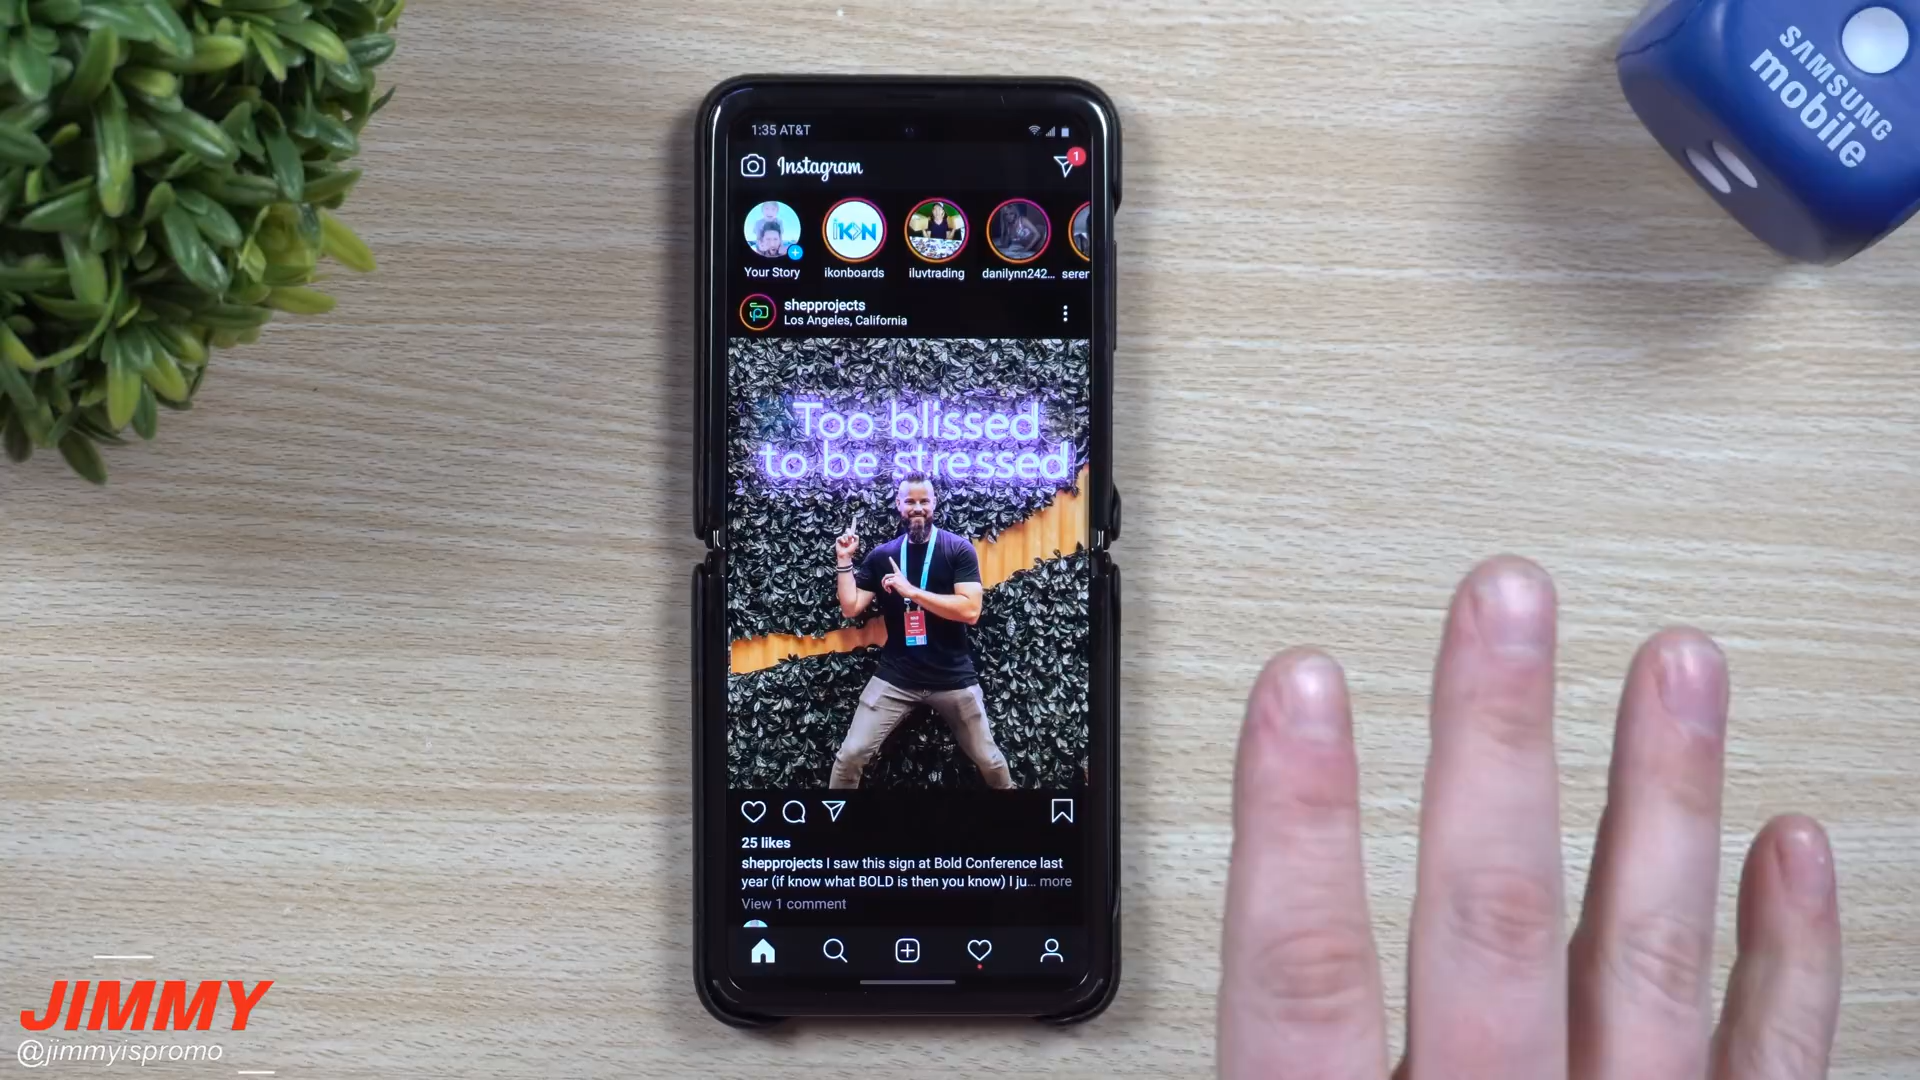 SAMSUNG
mobile
1:35 AT&T
Instagram
1
iKON
Your Story
ikonboards
iluvtrading
danilynn242...
serer
shepprojects
Los Angeles, California
Too blissed
to be stressed
25 likes
shepprojects I saw this sign at Bold Conference last
year (if know what BOLD is then you know) I ju... more
View 1 comment
JIMMY
@jimmyispromo